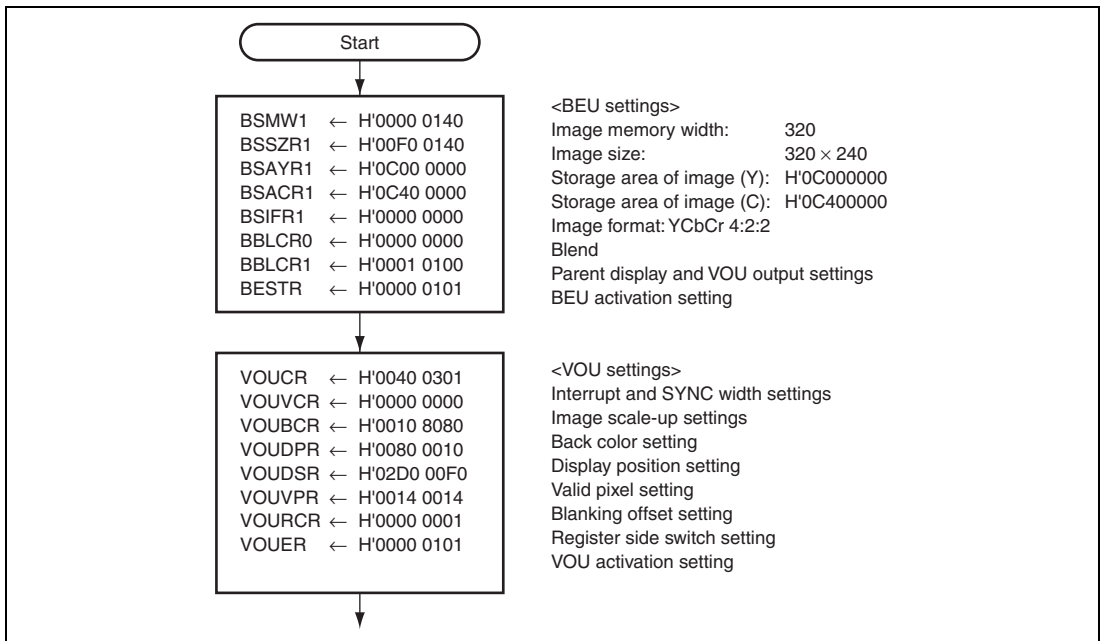 Start
BSMW1 ← H'0000 0140
BSSZR1 ← H'00F0 0140
BSAYR1 ← H'0C00 0000
BSACR1 ← H'0C40 0000
BSIFR1 ← H'0000 0000
BBLCR0 ← H'0000 0000
BBLCR1 ← H'0001 0100
BESTR ← H'0000 0101
<BEU settings>
Image memory width: 320
Image size: 320 × 240
Storage area of image (Y): H'0C000000
Storage area of image (C): H'0C400000
Image format: YCbCr 4:2:2
Blend
Parent display and VOU output settings
BEU activation setting
VOUCR ← H'0040 0301
VOUVCR ← H'0000 0000
VOUBCR ← H'0010 8080
VOUDPR ← H'0080 0010
VOUDSR ← H'02D0 00F0
VOUVPR ← H'0014 0014
VOURCR ← H'0000 0001
VOUER ← H'0000 0101
<VOU settings>
Interrupt and SYNC width settings
Image scale-up settings
Back color setting
Display position setting
Valid pixel setting
Blanking offset setting
Register side switch setting
VOU activation setting